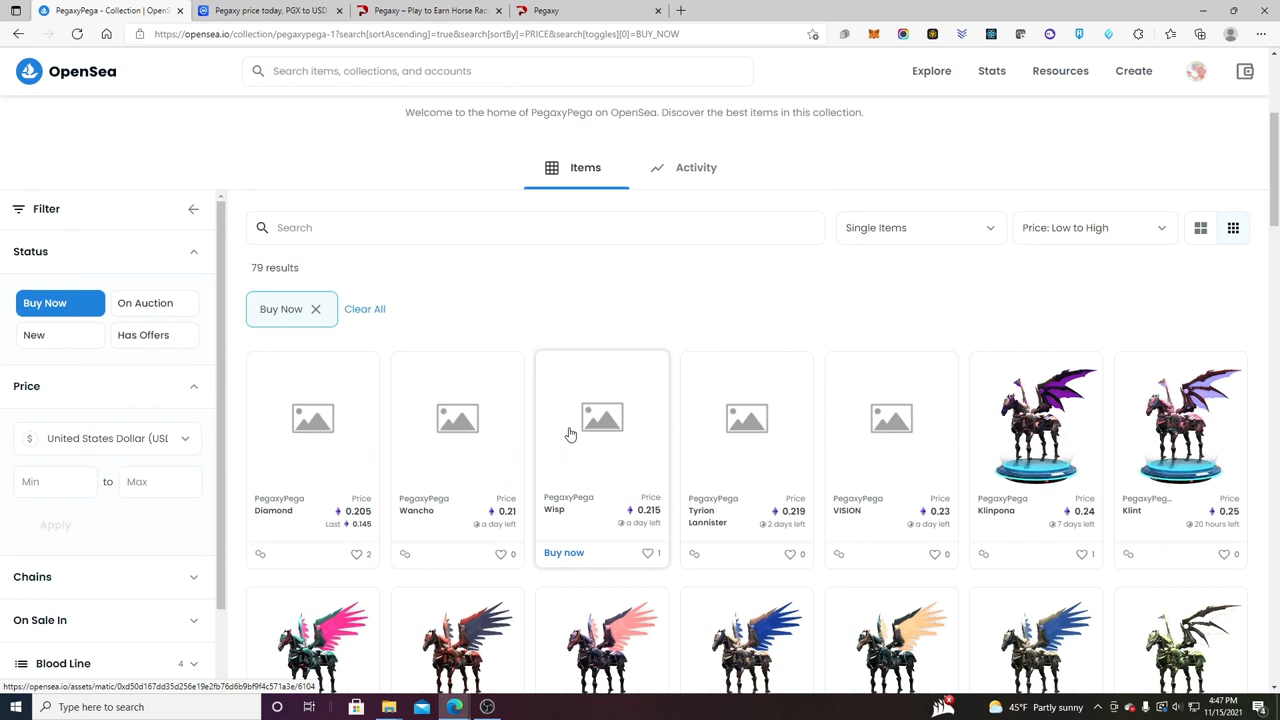 PegaxyPega - Collection | OpenS
Pegaxy price today, PGX to USD
Pegaxy – Play to Earn Horse Rac
Pegaxy
https://opensea.io/collection/pegaxypega-1?search[sortAscending]=true&search[sortBy]=PRICE&search[toggles][0]=BUY_NOW
OpenSea
Search items, collections, and accounts
Explore
Stats
Resources
Create
Welcome to the home of PegaxyPega on OpenSea. Discover the best items in this collection.
Items
Activity
Filter
Search
Single Items
Price: Low to High
Status
79 results
Buy Now
On Auction
Buy Now
Clear All
New
Has Offers
Price
$ United States Dollar (USD
Min
to
Max
Apply
Chains
On Sale In
Blood Line
4
PegaxyPega
Price
Diamond
0.205
Last 0.145
2
PegaxyPega
Price
Wancho
0.21
a day left
0
PegaxyPega
Price
Wisp
0.215
a day left
Buy now
1
PegaxyPega
Price
Tyrion
Lannister
0.219
2 days left
0
PegaxyPega
Price
VISION
0.23
a day left
0
PegaxyPega
Price
Klinpona
0.24
7 days left
1
PegaxyPeg...
Price
Klint
0.25
20 hours left
0
https://opensea.io/assets/matic/0xd50d167dd35d256e19e2fb76d6b9bf9f4c571a3e/6104
Type here to search
45°F Partly sunny
4:47 PM
11/15/2021
4